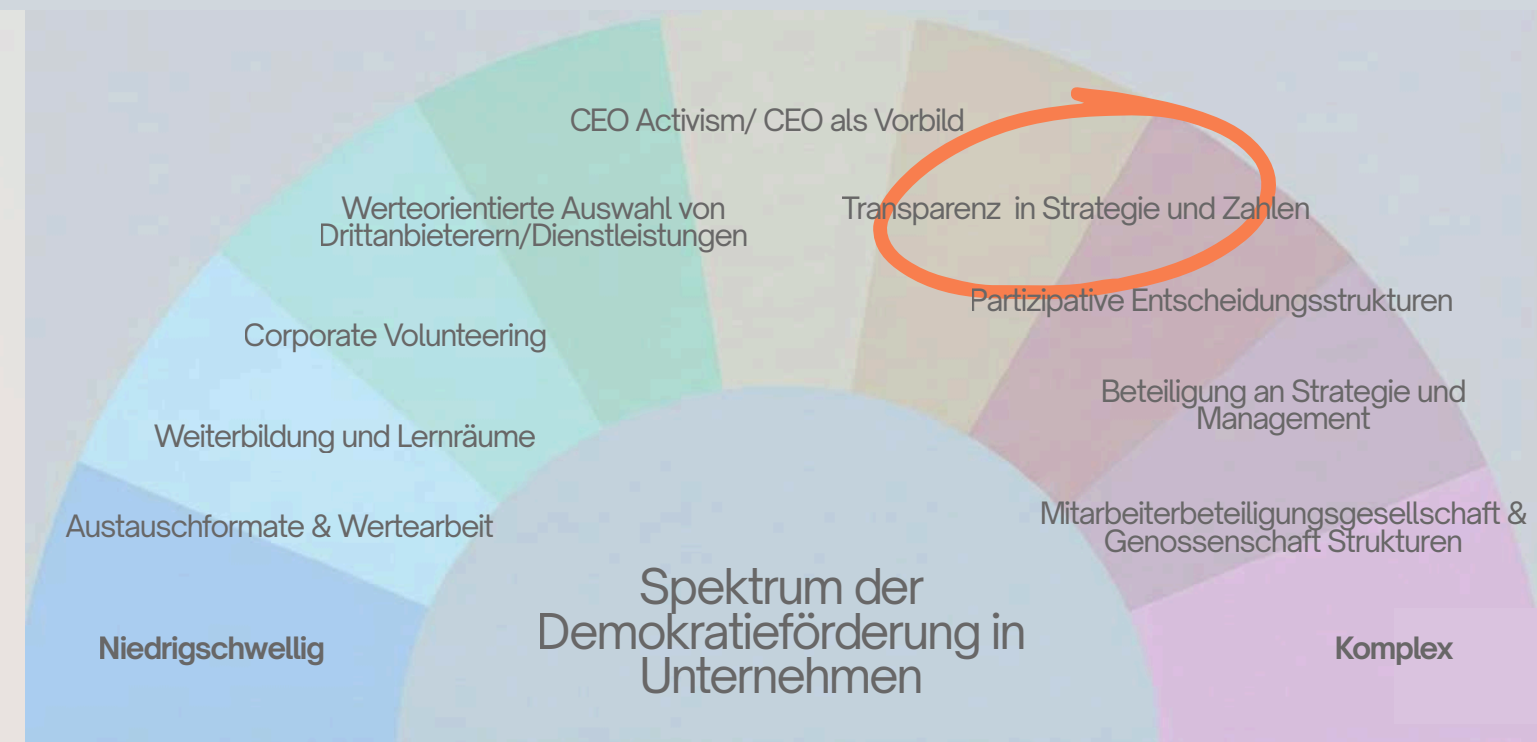 CEO Activism/ CEO als Vorbild
Werteorientierte Auswahl von
Drittanbieterern/Dienstleistungen
Transparenz in Strategie und Zahlen
Partizipative Entscheidungsstrukturen
Corporate Volunteering
Beteiligung an Strategie und
Management
Weiterbildung und Lernräume
Mitarbeiterbeteiligungsgesellschaft &
Genossenschaft Strukturen
Austauschformate & Wertearbeit
Spektrum der
Demokratieförderung in
Unternehmen
Niedrigschwellig
Komplex